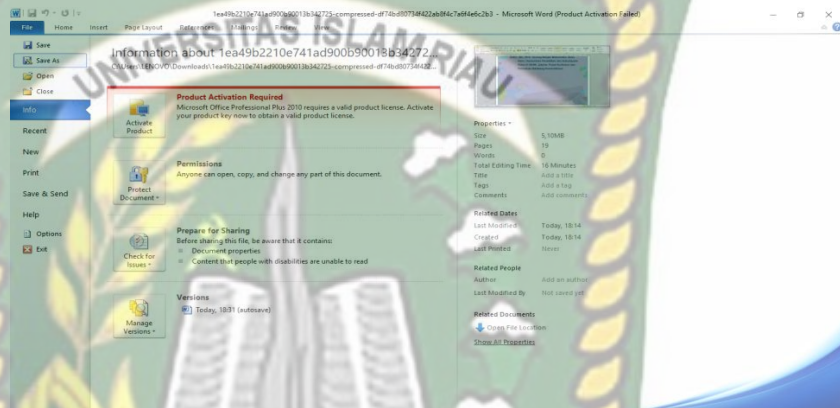 1ea49b2210e741ad900b90013b342725-compressed-df74bd80734f422ab8f4c7a6ff4e6c2b3 - Microsoft Word (Product Activation Failed)
File Home Insert Page Layout References Mailings Review View
UNIVERSITAS ISLAM RIAU
Save
Save As
Open
Close
Info
Recent
New
Print
Save & Send
Help
Options
Exit
Information about 1ea49b2210e741ad900b90013b34272...
C:\Users\LENOVO\Downloads\1ea49b2210e741ad900b90013b342725-compressed-df74bd80734f422...
Activate
Product
Product Activation Required
Microsoft Office Professional Plus 2010 requires a valid product license. Activate
your product key now to obtain a valid product license.
Protect
Document
Permissions
Anyone can open, copy, and change any part of this document.
Check for
Issues
Prepare for Sharing
Before sharing this file, be aware that it contains:
Document properties
Content that people with disabilities are unable to read
Manage
Versions
Versions
Today, 18:31 (autosave)
Properties
Size 5,10MB
Pages 19
Words 0
Total Editing Time 16 Minutes
Title Add a title
Tags Add a tag
Comments Add comments
Related Dates
Last Modified Today, 18:14
Created Today, 18:14
Last Printed Never
Related People
Author Add an author
Last Modified By Not saved yet
Related Documents
Open File Location
Show All Properties